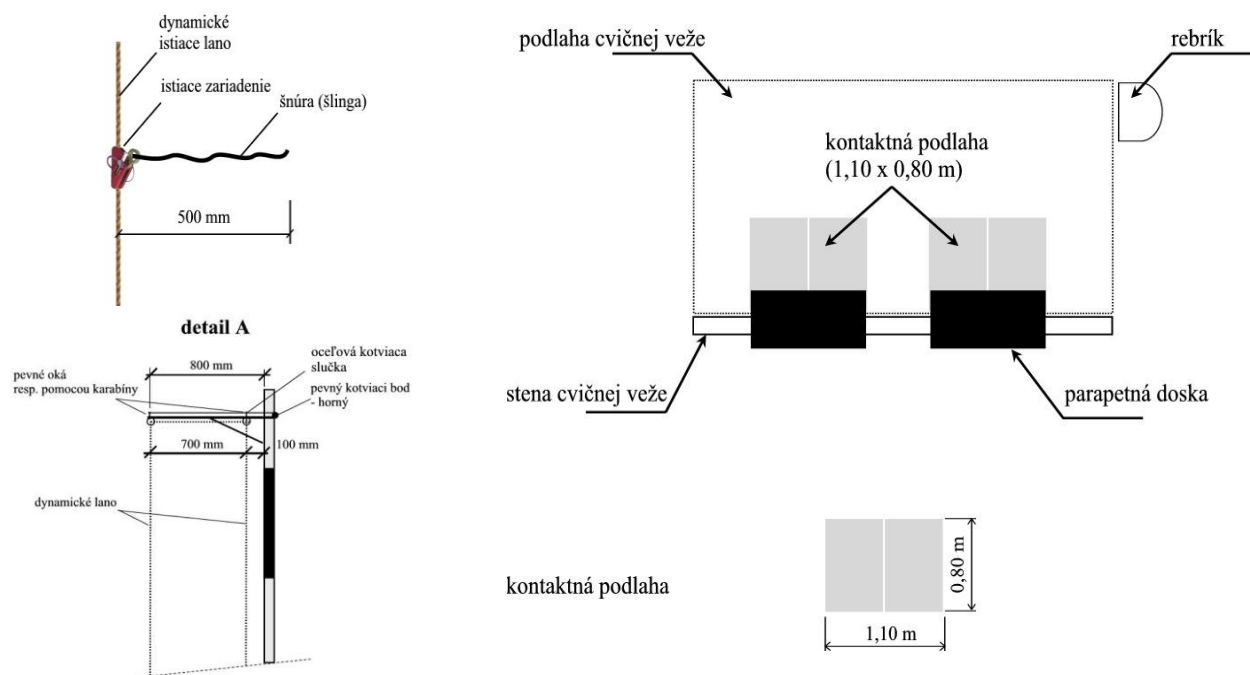 dynamické
istiace lano
istiace zariadenie
šnúra (šlinga)
500 mm
detail A
800 mm
oceľová kotviaca
slučka
pevné oká
resp. pomocou karabíny
pevný kotviaci bod
- horný
700 mm
100 mm
dynamické lano
podlaha cvičnej veže
rebrík
kontaktná podlaha
(1,10 x 0,80 m)
stena cvičnej veže
parapetná doska
kontaktná podlaha
0,80 m
1,10 m